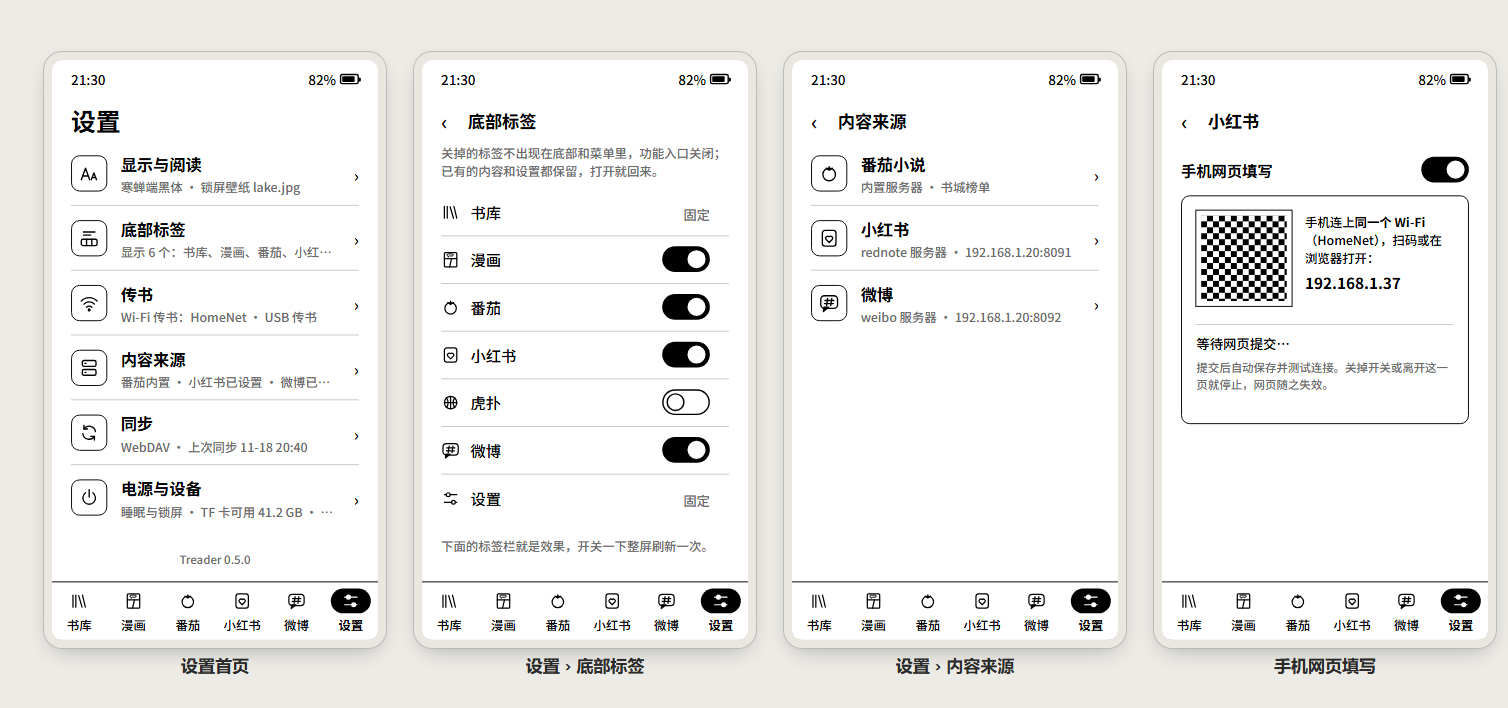 21:30 82%
设置
显示与阅读
寒蝉端黑体 · 锁屏壁纸 lake.jpg
›
底部标签
显示 6 个：书库、漫画、番茄、小红…
›
传书
Wi-Fi 传书：HomeNet · USB 传书
›
内容来源
番茄内置 · 小红书已设置 · 微博已…
›
同步
WebDAV · 上次同步 11-18 20:40
›
电源与设备
睡眠与锁屏 · TF 卡可用 41.2 GB · …
›
Treader 0.5.0
书库 漫画 番茄 小红书 微博 设置
设置首页
21:30 82%
‹ 底部标签
关掉的标签不出现在底部和菜单里，功能入口关闭；
已有的内容和设置都保留，打开就回来。
书库 固定
漫画
番茄
小红书
虎扑
微博
设置 固定
下面的标签栏就是效果，开关一下整屏刷新一次。
书库 漫画 番茄 小红书 微博 设置
设置 › 底部标签
21:30 82%
‹ 内容来源
番茄小说
内置服务器 · 书城榜单
›
小红书
rednote 服务器 · 192.168.1.20:8091
›
微博
weibo 服务器 · 192.168.1.20:8092
›
书库 漫画 番茄 小红书 微博 设置
设置 › 内容来源
21:30 82%
‹ 小红书
手机网页填写
手机连上同一个 Wi-Fi
（HomeNet），扫码或在
浏览器打开：
192.168.1.37
等待网页提交…
提交后自动保存并测试连接。关掉开关或离开这一
页就停止，网页随之失效。
书库 漫画 番茄 小红书 微博 设置
手机网页填写